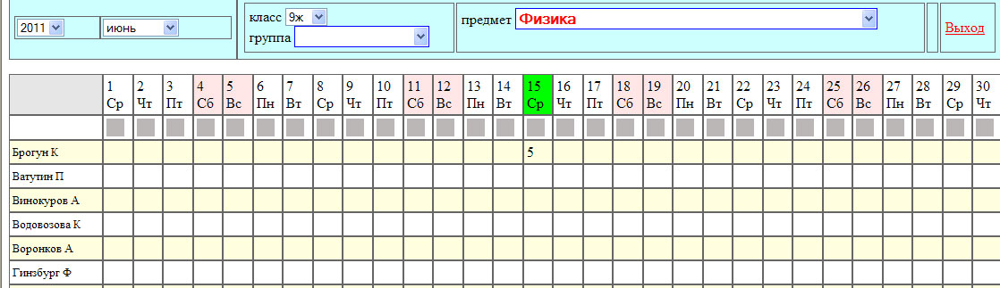 2011 июнь класс 9ж предмет Физика Выход
группа
1 2 3 4 5 6 7 8 9 10 11 12 13 14 15 16 17 18 19 20 21 22 23 24 25 26 27 28 29 30
Ср Чт Пт Сб Вс Пн Вт Ср Чт Пт Сб Вс Пн Вт Ср Чт Пт Сб Вс Пн Вт Ср Чт Пт Сб Вс Пн Вт Ср Чт
Брогун К 5
Ватутин П
Винокуров А
Водовозова К
Воронков А
Гинзбург Ф